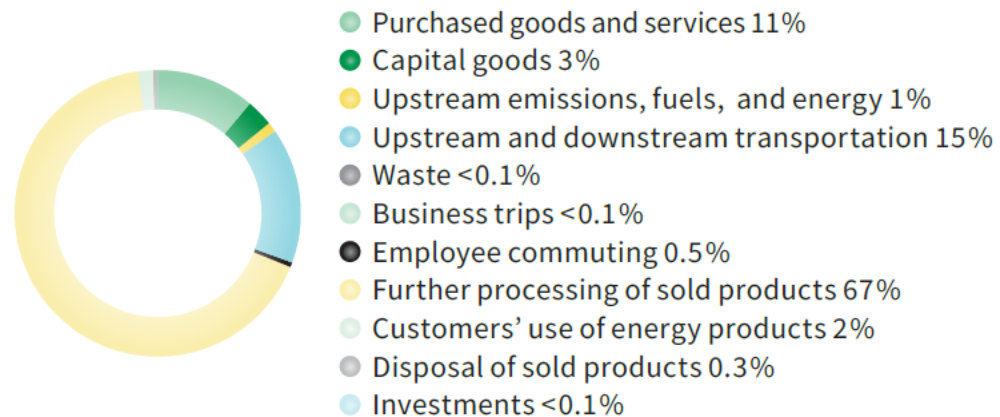 Purchased goods and services 11%
Capital goods 3%
Upstream emissions, fuels, and energy 1%
Upstream and downstream transportation 15%
Waste <0.1%
Business trips <0.1%
Employee commuting 0.5%
Further processing of sold products 67%
Customers’ use of energy products 2%
Disposal of sold products 0.3%
Investments <0.1%